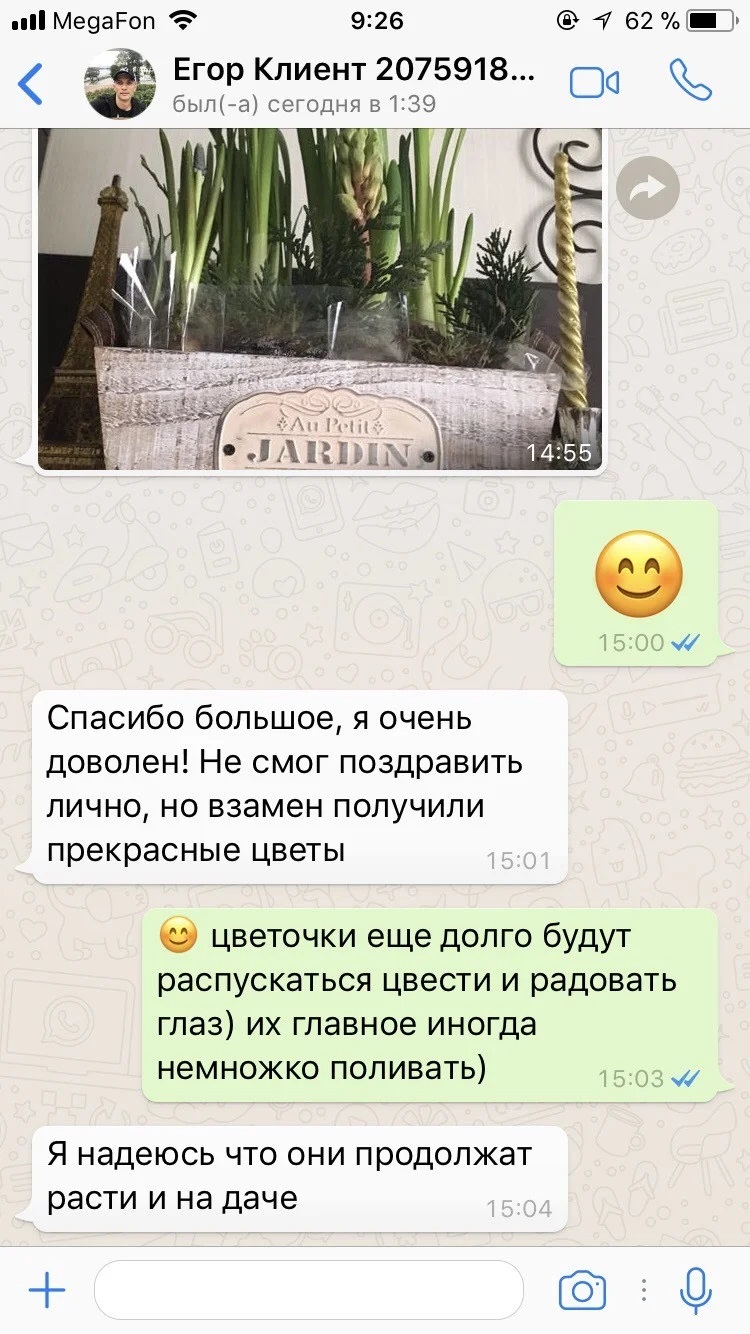 MegaFon 9:26 62 %
Егор Клиент 2075918...
был(-а) сегодня в 1:39
Au Petit
JARDIN
14:55
😊
15:00
Спасибо большое, я очень
доволен! Не смог поздравить
лично, но взамен получили
прекрасные цветы
15:01
😊 цветочки еще долго будут
распускаться цвести и радовать
глаз) их главное иногда
немножко поливать)
15:03
Я надеюсь что они продолжат
расти и на даче
15:04